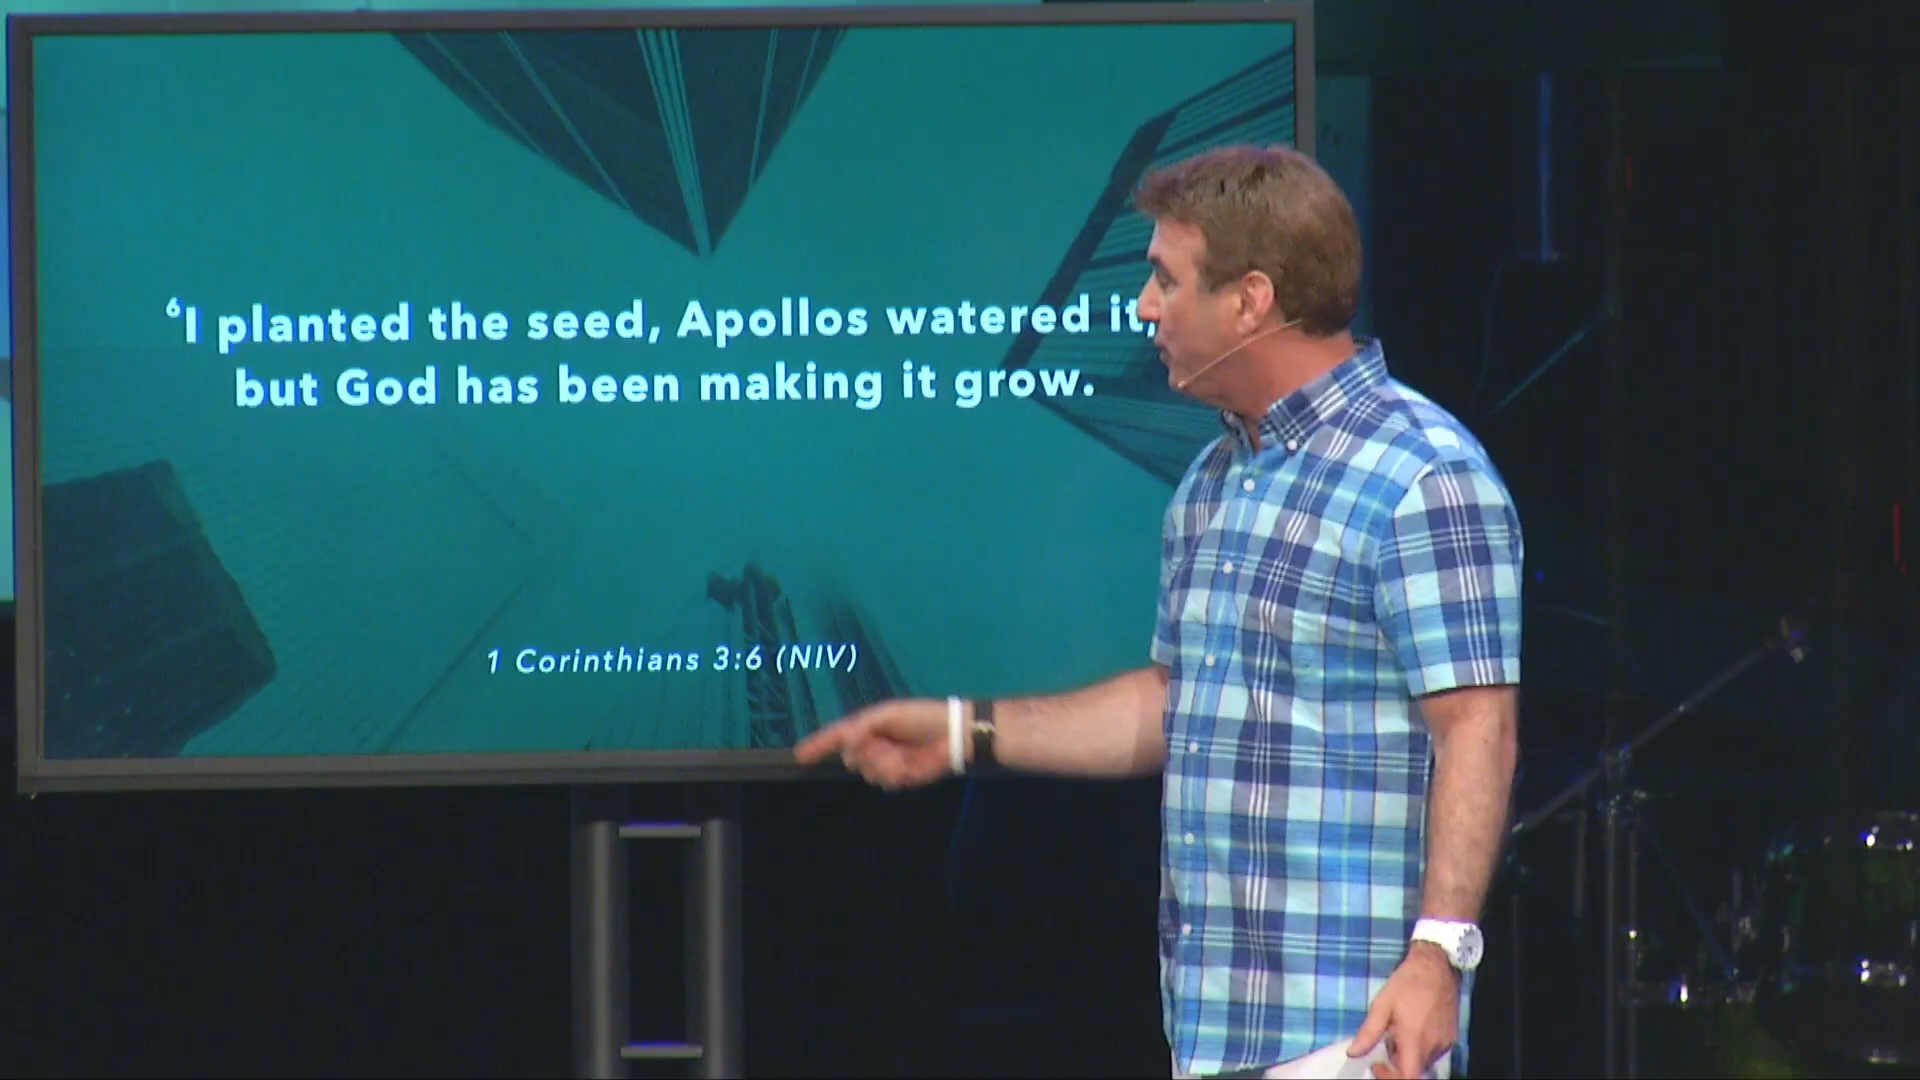 ⁶I planted the seed, Apollos watered it,
but God has been making it grow.
1 Corinthians 3:6 (NIV)